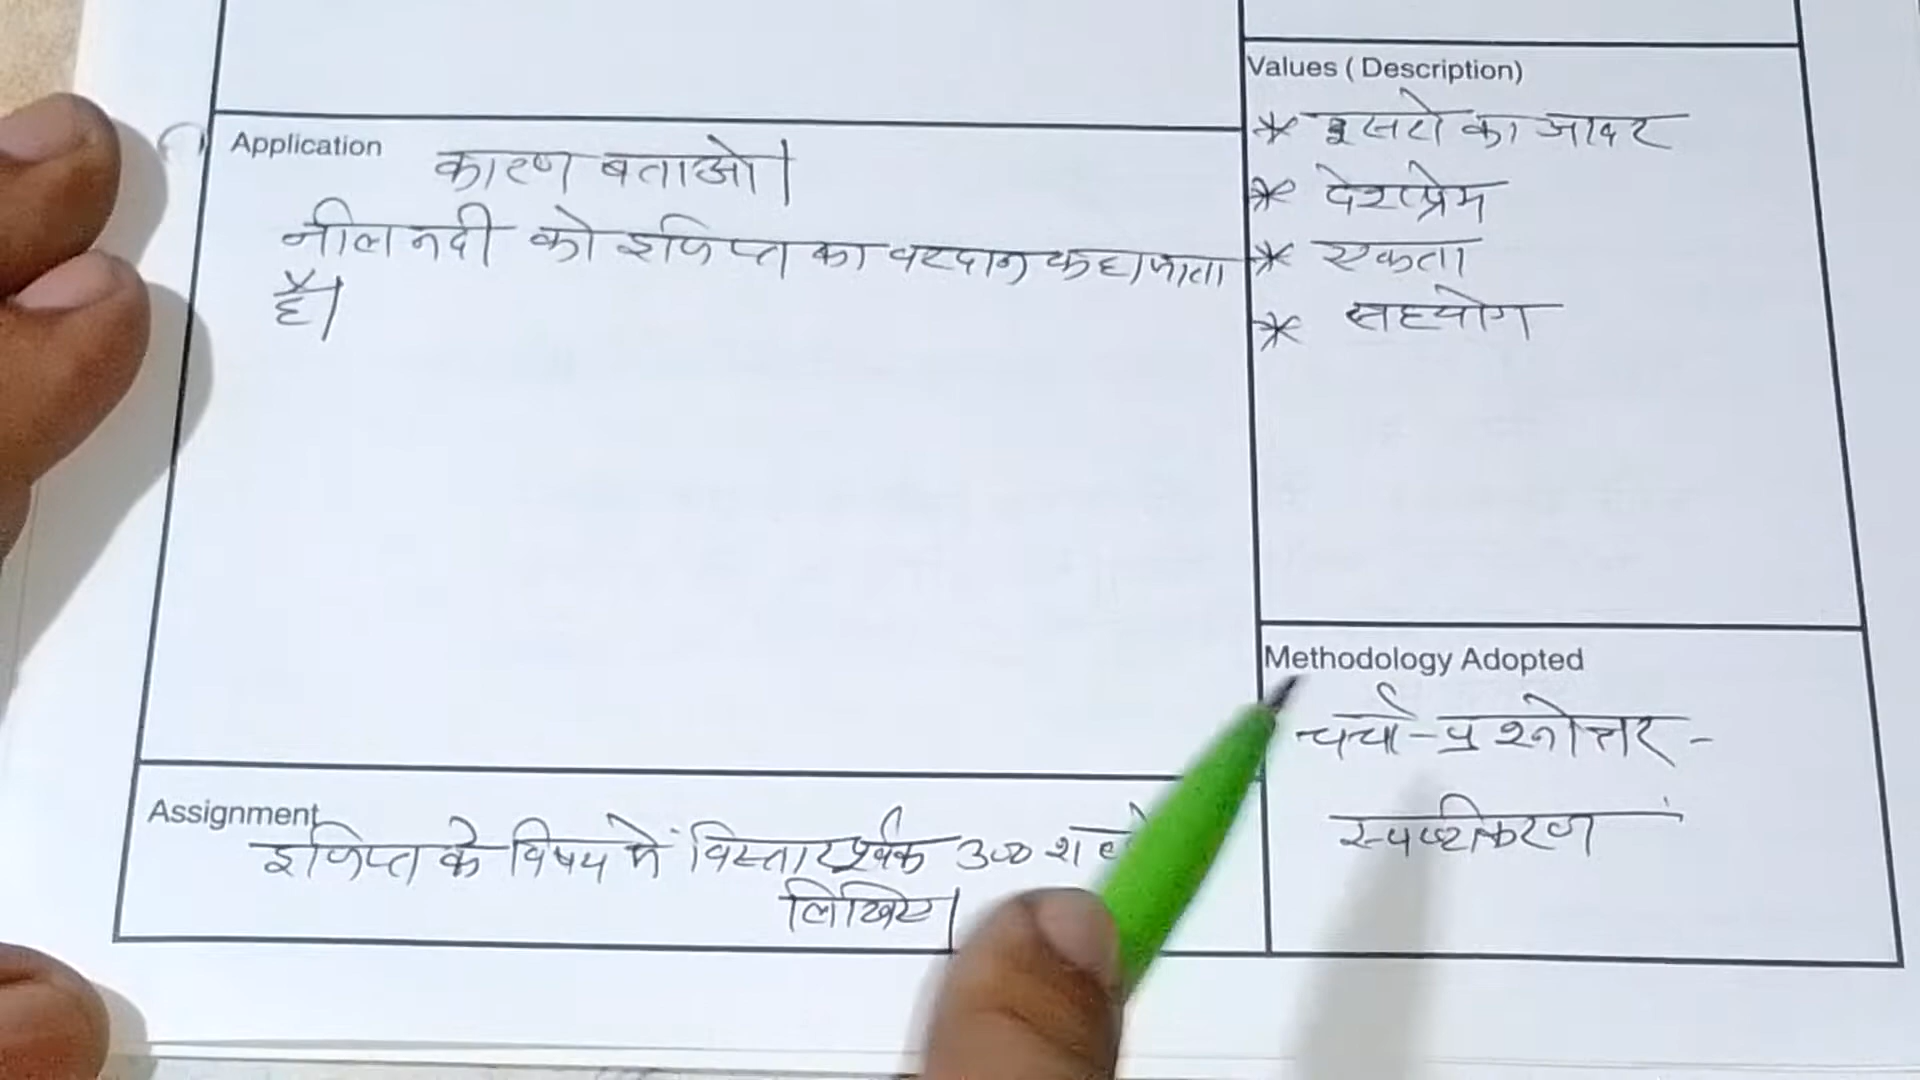 Application
कारण बताओ।
नील नदी को इजिप्त का वरदान कहा जाता
है।
Values ( Description)
* दूसरों का आदर
* देशप्रेम
* एकता
* सहयोग
Methodology Adopted
चर्चा - प्रश्नोत्तर -
स्पष्टीकरण
Assignment
इजिप्त के विषय में विस्तारपूर्वक 300
लिखिए।